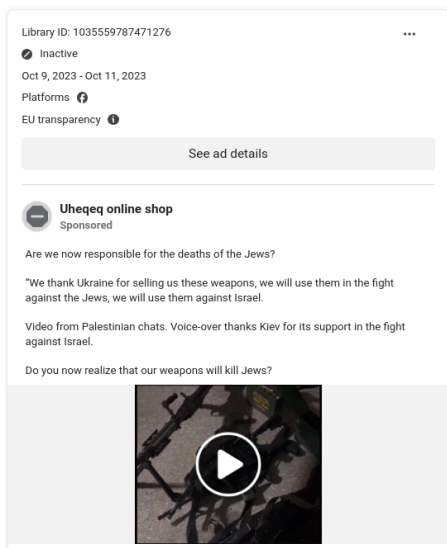 Library ID: 1035559787471276
Inactive
Oct 9, 2023 - Oct 11, 2023
Platforms
EU transparency
See ad details
Uheqeq online shop
Sponsored
Are we now responsible for the deaths of the Jews?
"We thank Ukraine for selling us these weapons, we will use them in the fight
against the Jews, we will use them against Israel.
Video from Palestinian chats. Voice-over thanks Kiev for its support in the fight
against Israel.
Do you now realize that our weapons will kill Jews?